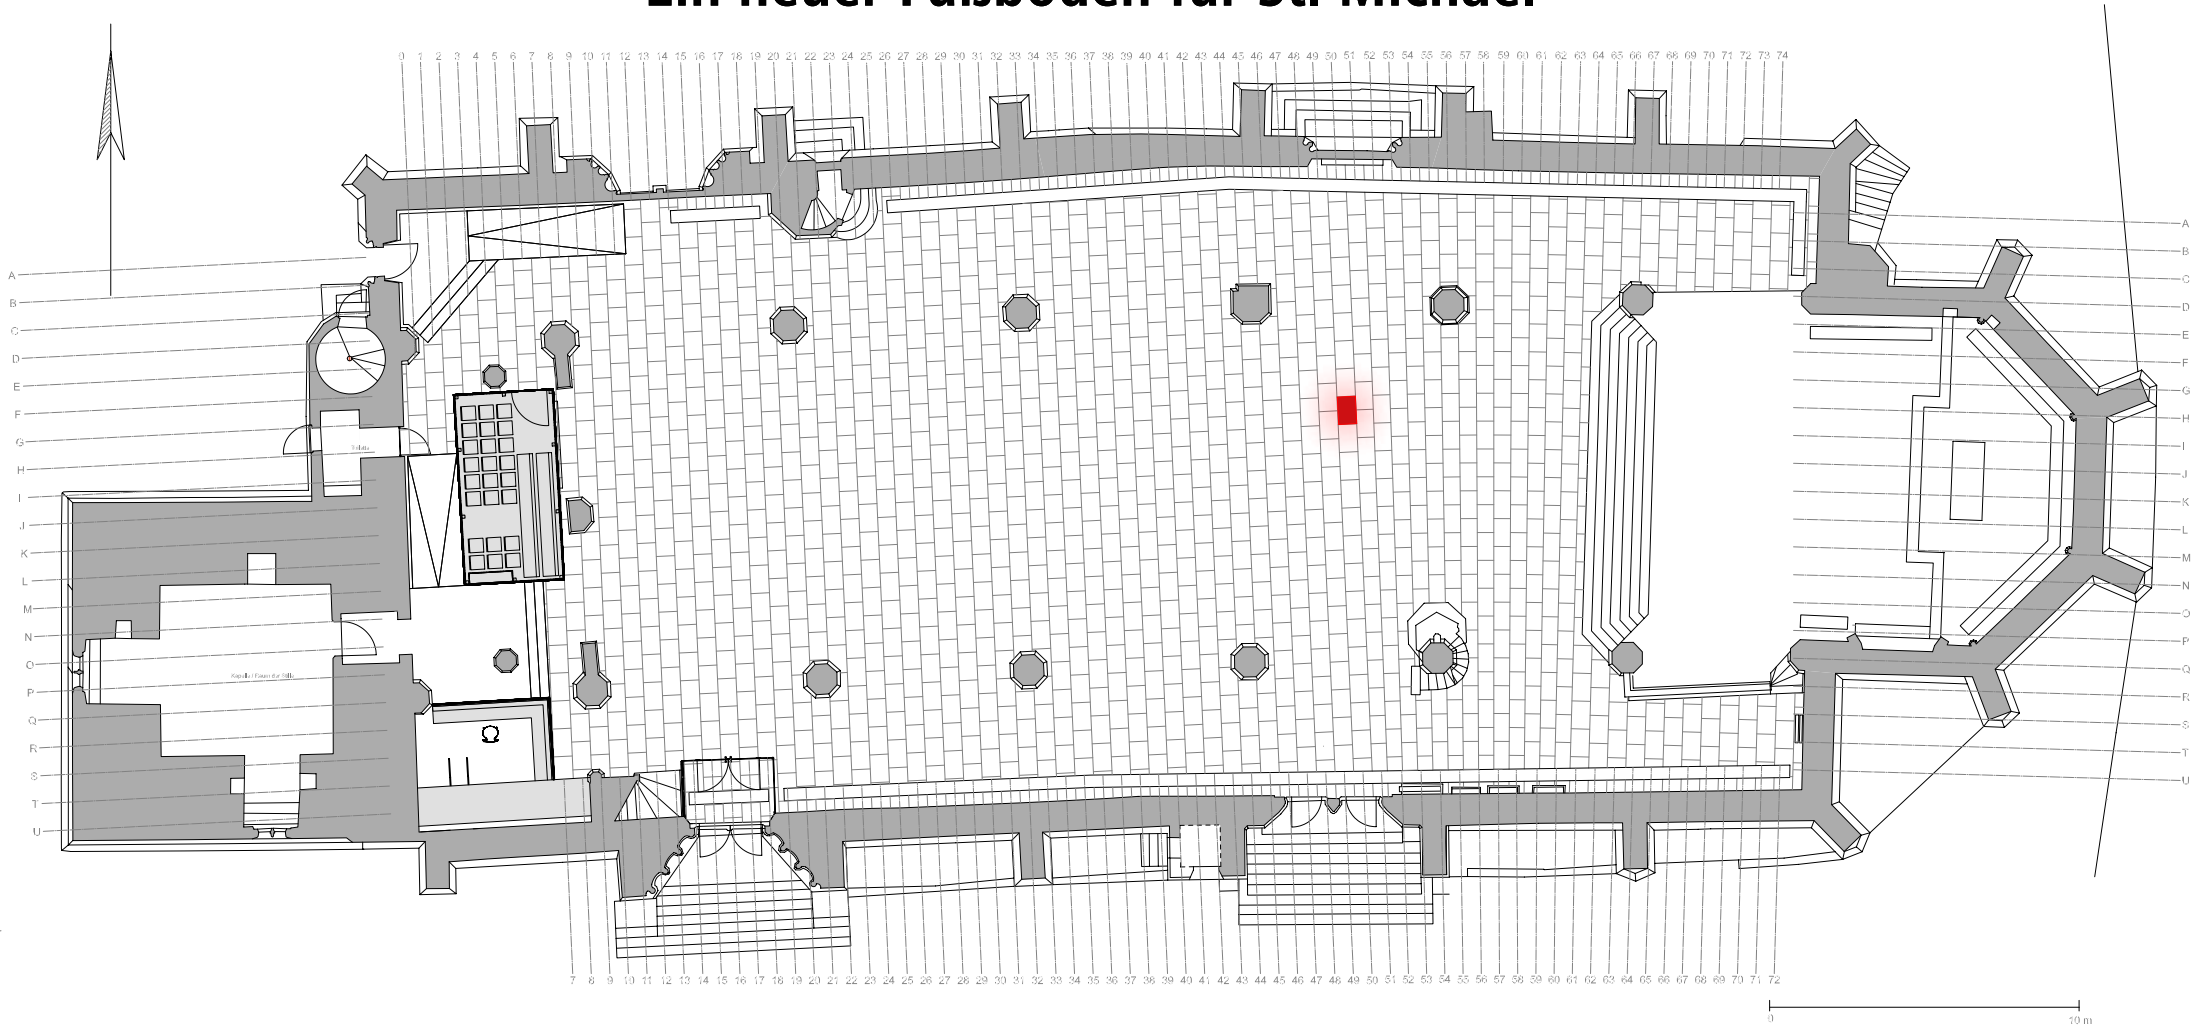 Ein neuer Fußboden für St. Michael
0 1 2 3 4 5 6 7 8 9 10 11 12 13 14 15 16 17 18 19 20 21 22 23 24 25 26 27 28 29 30 31 32 33 34 35 36 37 38 39 40 41 42 43 44 45 46 47 48 49 50 51 52 53 54 55 56 57 58 59 60 61 62 63 64 65 66 67 68 69 70 71 72 73 74
A
B
C
D
E
F
G
H
I
J
K
L
M
N
O
P
Q
R
S
T
U
Kapelle / Raum der Stille
A
B
C
D
E
F
G
H
I
J
K
L
M
N
O
P
Q
R
S
T
U
7 8 9 10 11 12 13 14 15 16 17 18 19 20 21 22 23 24 25 26 27 28 29 30 31 32 33 34 35 36 37 38 39 40 41 42 43 44 45 46 47 48 49 50 51 52 53 54 55 56 57 58 59 60 61 62 63 64 65 66 67 68 69 70 71 72
0 10 m